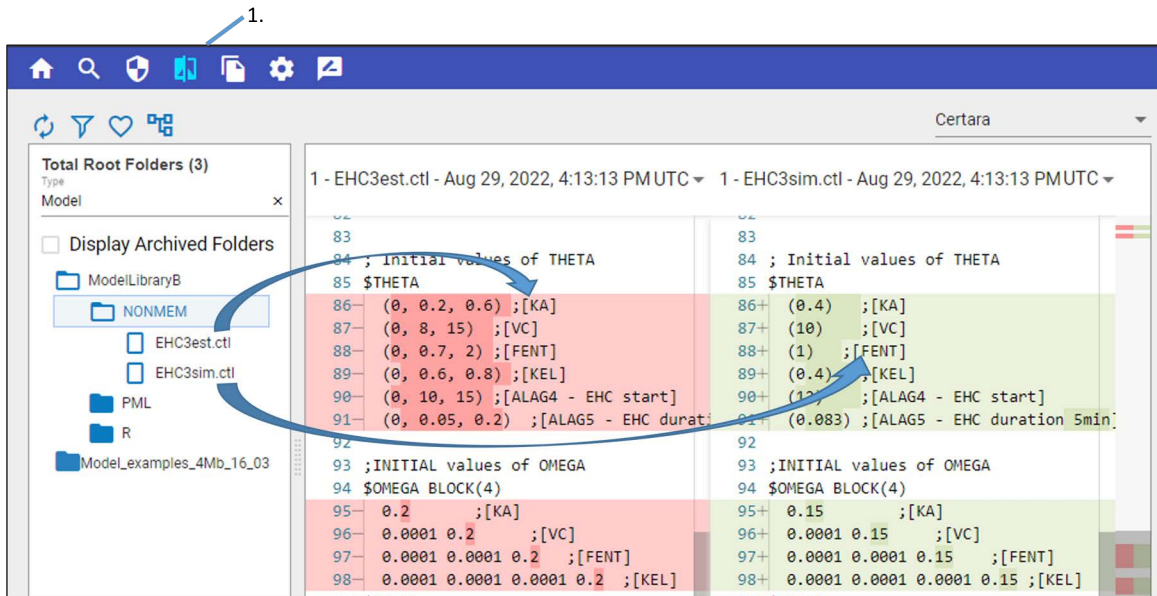 1.
Certara
Total Root Folders (3)
Type
Model ×
Display Archived Folders
ModelLibraryB
NONMEM
EHC3est.ctl
EHC3sim.ctl
PML
R
Model_examples_4Mb_16_03
1 - EHC3est.ctl - Aug 29, 2022, 4:13:13 PM UTC
83
84 ; Initial values of THETA
85 $THETA
86- (0, 0.2, 0.6) ;[KA]
87- (0, 8, 15) ;[VC]
88- (0, 0.7, 2) ;[FENT]
89- (0, 0.6, 0.8) ;[KEL]
90- (0, 10, 15) ;[ALAG4 - EHC start]
91- (0, 0.05, 0.2) ;[ALAG5 - EHC durati
92
93 ;INITIAL values of OMEGA
94 $OMEGA BLOCK(4)
95- 0.2 ;[KA]
96- 0.0001 0.2 ;[VC]
97- 0.0001 0.0001 0.2 ;[FENT]
98- 0.0001 0.0001 0.0001 0.2 ;[KEL]
1 - EHC3sim.ctl - Aug 29, 2022, 4:13:13 PM UTC
83
84 ; Initial values of THETA
85 $THETA
86+ (0.4) ;[KA]
87+ (10) ;[VC]
88+ (1) ;[FENT]
89+ (0.4) ;[KEL]
90+ ;[ALAG4 - EHC start]
91+ (0.083) ;[ALAG5 - EHC duration 5min]
92
93 ;INITIAL values of OMEGA
94 $OMEGA BLOCK(4)
95+ 0.15 ;[KA]
96+ 0.0001 0.15 ;[VC]
97+ 0.0001 0.0001 0.15 ;[FENT]
98+ 0.0001 0.0001 0.0001 0.15 ;[KEL]